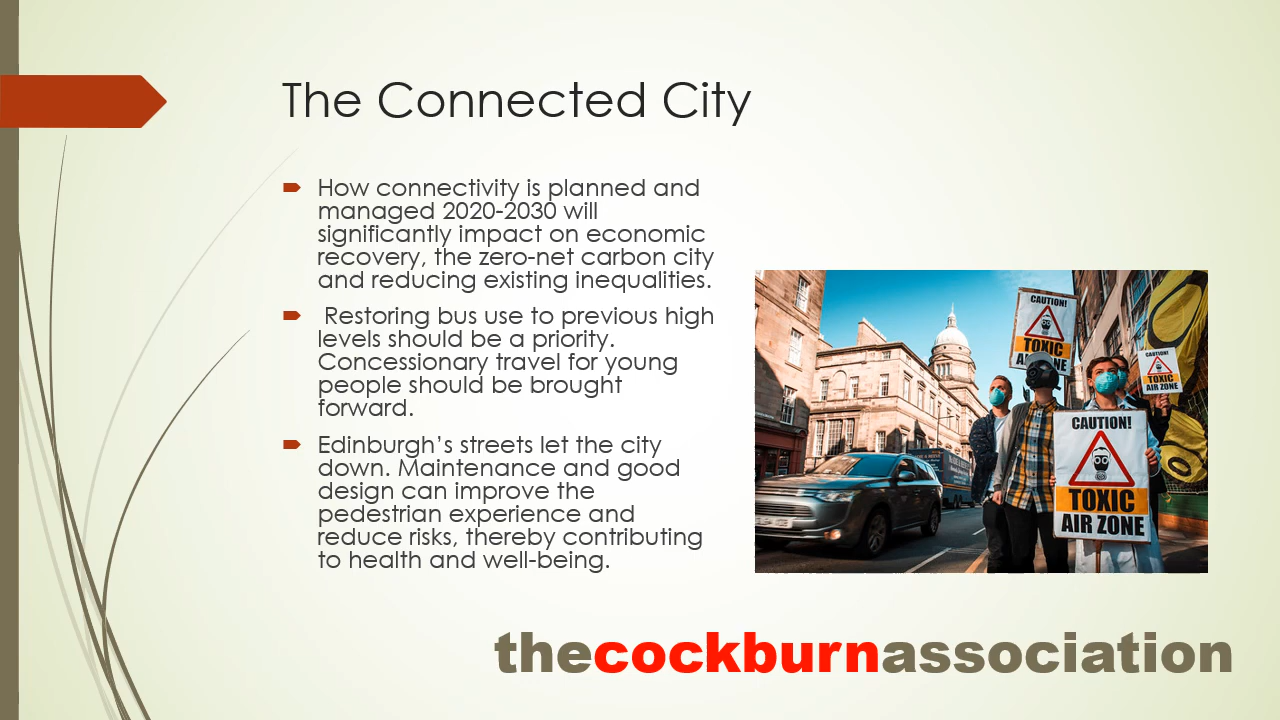 The Connected City
How connectivity is planned and
managed 2020-2030 will
significantly impact on economic
recovery, the zero-net carbon city
and reducing existing inequalities.
Restoring bus use to previous high
levels should be a priority.
Concessionary travel for young
people should be brought
forward.
Edinburgh’s streets let the city
down. Maintenance and good
design can improve the
pedestrian experience and
reduce risks, thereby contributing
to health and well-being.
CAUTION!
TOXIC
CAUTION!
TOXIC
AIR ZONE
CAUTION!
TOXIC
AIR ZONE
thecockburnassociation